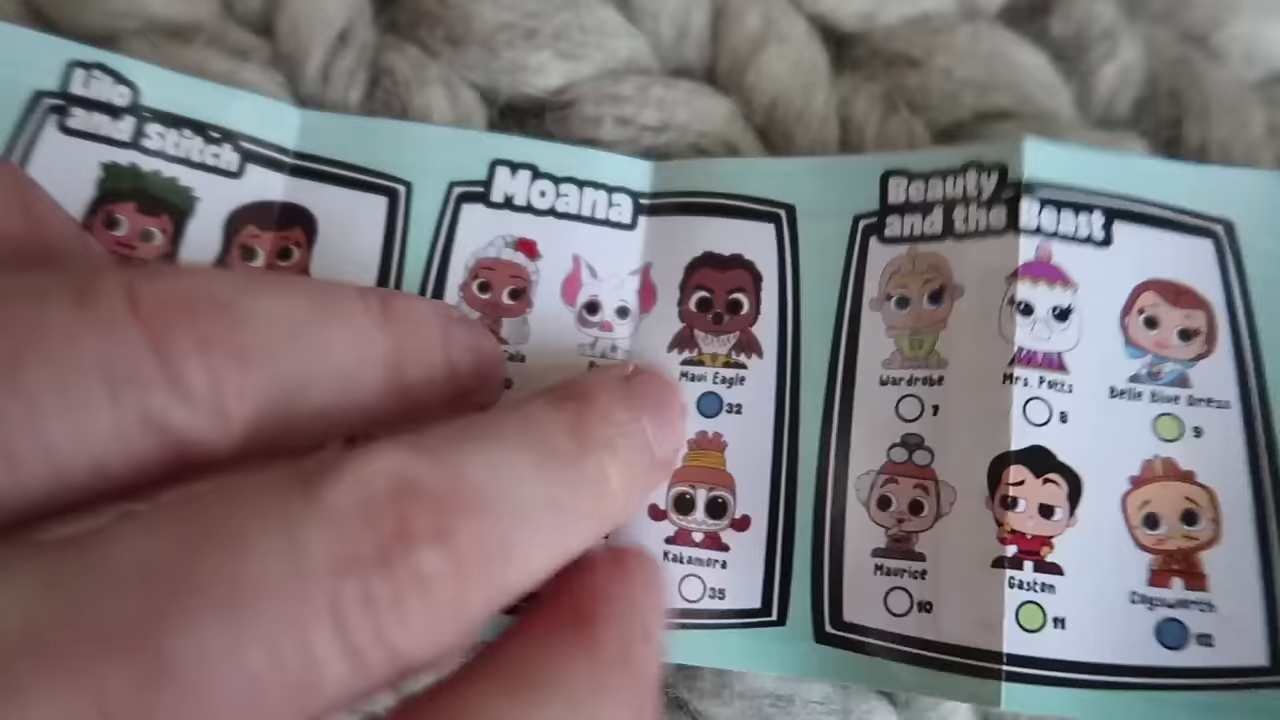 Lilo
and Stitch
Moana
Beauty
and the Beast
Maui Eagle
32
Kakamora
35
Wardrobe
7
Mrs. Potts
8
Belle Blue Dress
9
Maurice
10
Gaston
11
Cogsworth
12